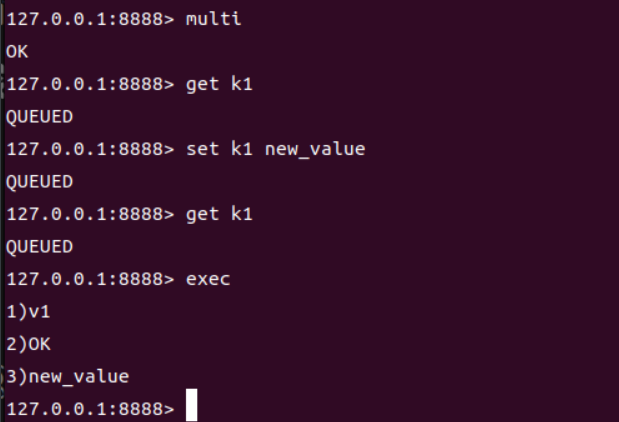 127.0.0.1:8888> multi
OK
127.0.0.1:8888> get k1
QUEUED
127.0.0.1:8888> set k1 new_value
QUEUED
127.0.0.1:8888> get k1
QUEUED
127.0.0.1:8888> exec
1)v1
2)OK
3)new_value
127.0.0.1:8888>